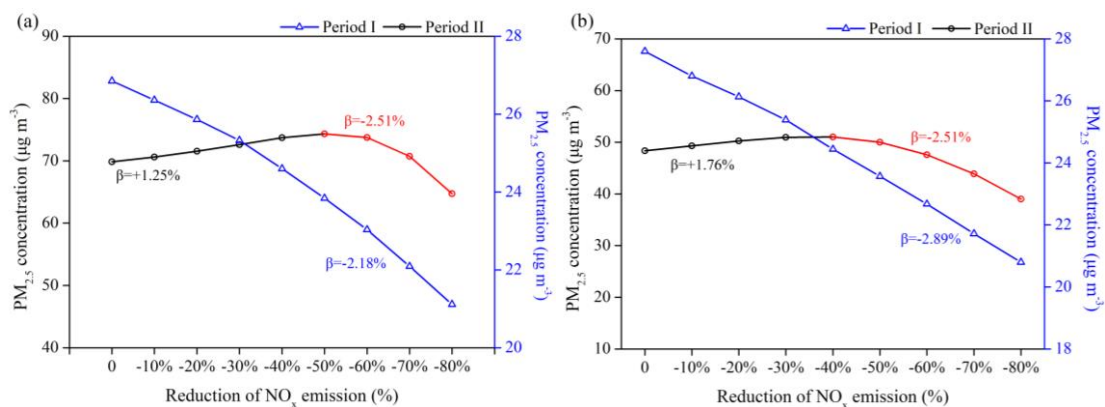 (a)
Period I Period II
90
80
70
60
50
40
PM2.5 concentration (μg m-3)
28
26
24
22
20
PM2.5 concentration (μg m-3)
β=-2.51%
β=+1.25%
β=-2.18%
0 -10% -20% -30% -40% -50% -60% -70% -80%
Reduction of NOx emission (%)
(b)
Period I Period II
70
60
50
40
30
20
10
PM2.5 concentration (μg m-3)
28
26
24
22
20
18
PM2.5 concentration (μg m-3)
β=-2.51%
β=+1.76%
β=-2.89%
0 -10% -20% -30% -40% -50% -60% -70% -80%
Reduction of NOx emission (%)